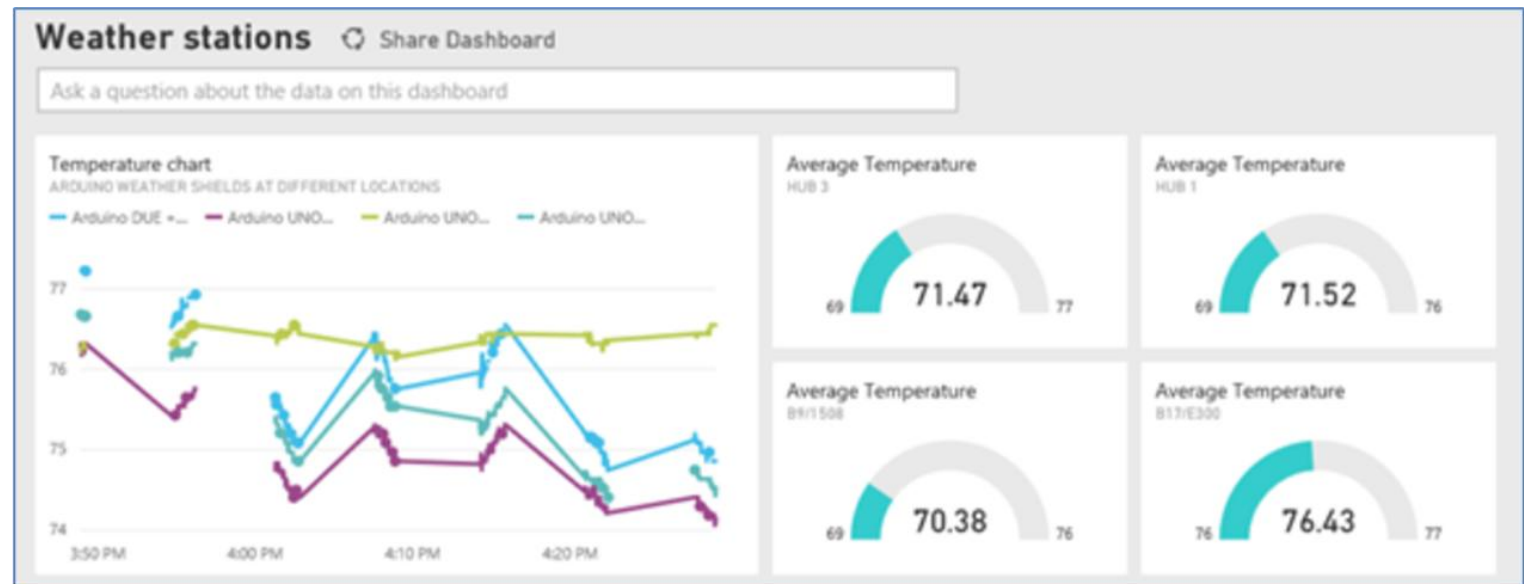 Weather stations Share Dashboard
Ask a question about the data on this dashboard
Temperature chart
ARDUINO WEATHER SHIELDS AT DIFFERENT LOCATIONS
Arduino DUE +... Arduino UNO... Arduino UNO... Arduino UNO...
77
76
75
74
3:50 PM 4:00 PM 4:10 PM 4:20 PM
Average Temperature
HUB 3
71.47
69 77
Average Temperature
HUB 1
71.52
69 76
Average Temperature
B9/1508
70.38
69 76
Average Temperature
B17/E300
76.43
76 77